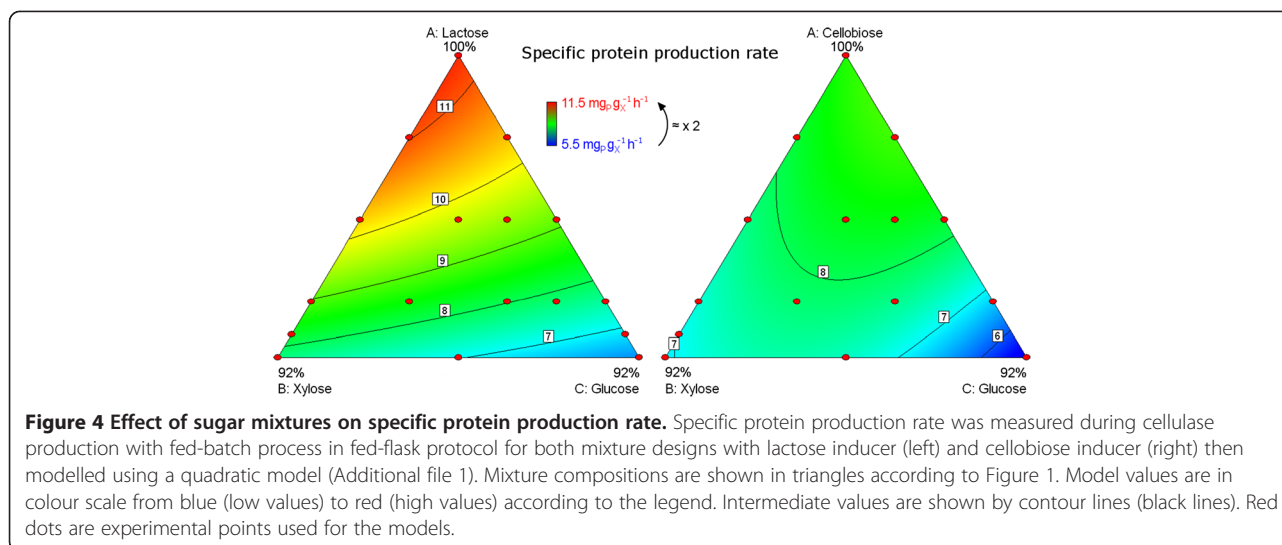 A: Lactose
100%
Specific protein production rate
A: Cellobiose
100%
11.5 mgₚ gₓ⁻¹ h⁻¹
≈ x 2
5.5 mgₚ gₓ⁻¹ h⁻¹
11
10
9
8
7
92%
B: Xylose
92%
C: Glucose
8
7
6
7
92%
B: Xylose
92%
C: Glucose
Figure 4 Effect of sugar mixtures on specific protein production rate. Specific protein production rate was measured during cellulase
production with fed-batch process in fed-flask protocol for both mixture designs with lactose inducer (left) and cellobiose inducer (right) then
modelled using a quadratic model (Additional file 1). Mixture compositions are shown in triangles according to Figure 1. Model values are in
colour scale from blue (low values) to red (high values) according to the legend. Intermediate values are shown by contour lines (black lines). Red
dots are experimental points used for the models.